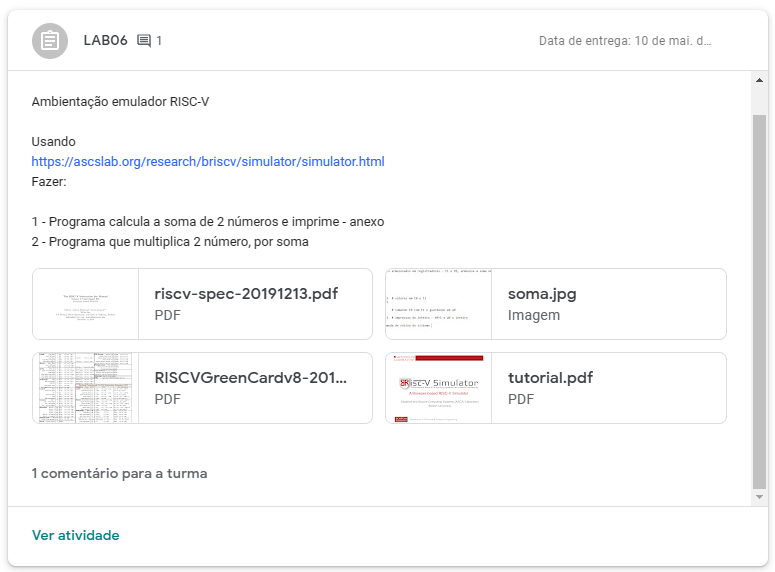 LAB06 1 Data de entrega: 10 de mai. d…
Ambientação emulador RISC-V
Usando
https://ascslab.org/research/briscv/simulator/simulator.html
Fazer:
1 - Programa calcula a soma de 2 números e imprime - anexo
2 - Programa que multiplica 2 número, por soma
riscv-spec-20191213.pdf
PDF
soma.jpg
Imagem
RISCVGreenCardv8-201...
PDF
RISC-V Simulator
tutorial.pdf
PDF
1 comentário para a turma
Ver atividade